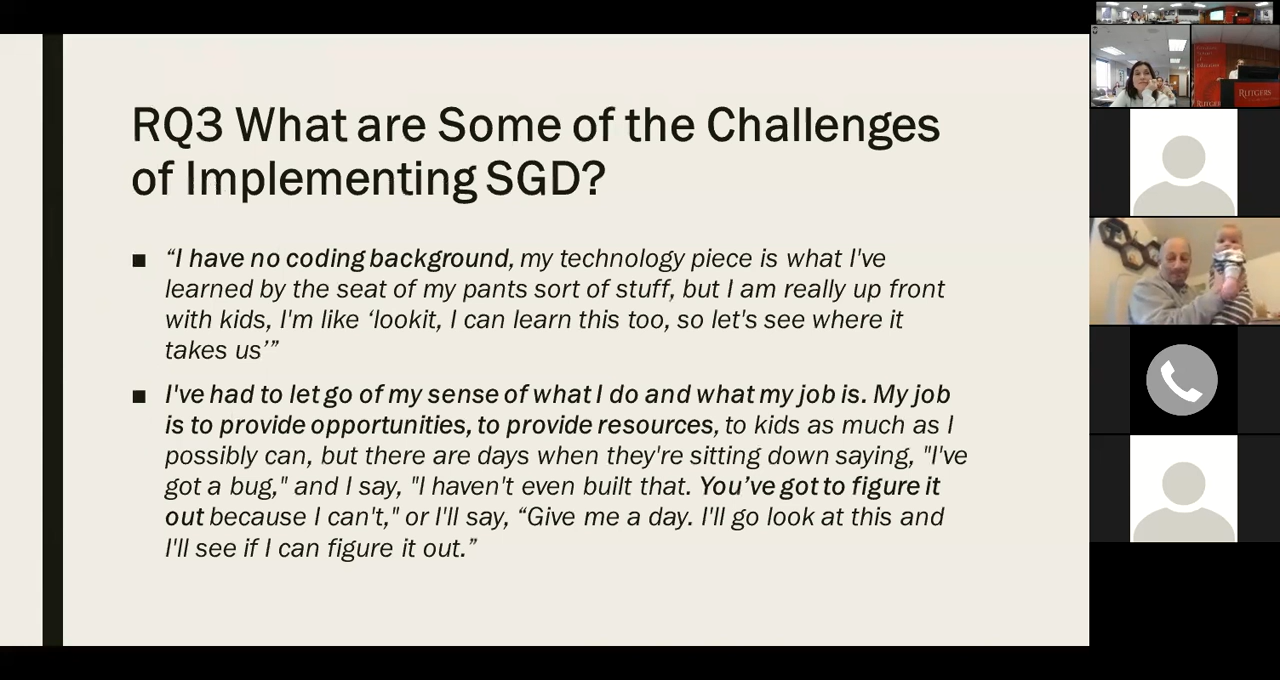 RQ3 What are Some of the Challenges
of Implementing SGD?
■ “I have no coding background, my technology piece is what I've
learned by the seat of my pants sort of stuff, but I am really up front
with kids, I'm like ‘lookit, I can learn this too, so let's see where it
takes us’”
■ I've had to let go of my sense of what I do and what my job is. My job
is to provide opportunities, to provide resources, to kids as much as I
possibly can, but there are days when they're sitting down saying, "I've
got a bug," and I say, "I haven't even built that. You’ve got to figure it
out because I can't," or I'll say, “Give me a day. I'll go look at this and
I'll see if I can figure it out.”
RUTGERS